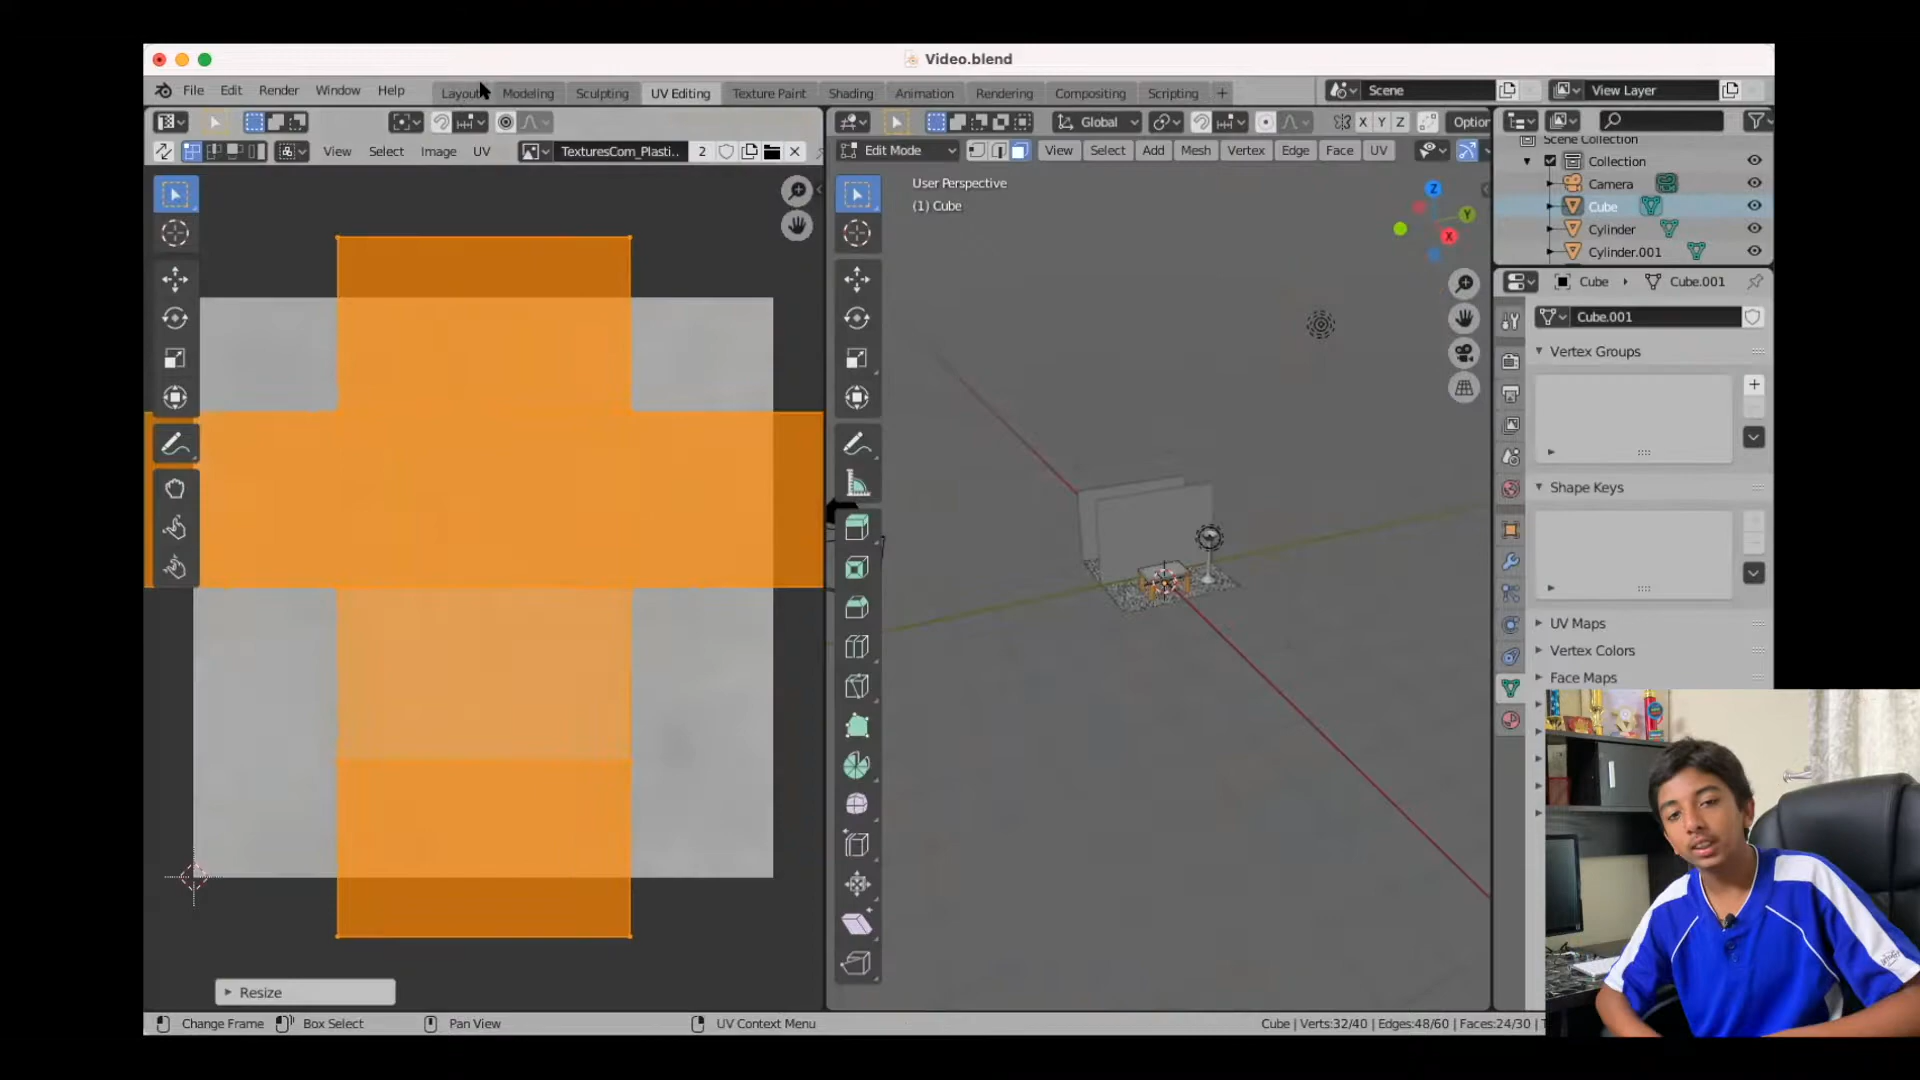 Video.blend
File Edit Render Window Help Layout Modeling Sculpting UV Editing Texture Paint Shading Animation Rendering Compositing Scripting + Scene View Layer
Global X Y Z Option
View Select Image UV TexturesCom_Plasti.. 2 Edit Mode View Select Add Mesh Vertex Edge Face UV
Scene Collection
Collection
Camera
Cube
Cylinder
Cylinder.001
User Perspective
(1) Cube
Z
Y
X
Cube Cube.001
Cube.001
Vertex Groups
Shape Keys
UV Maps
Vertex Colors
Face Maps
Resize
Change Frame Box Select Pan View UV Context Menu Cube | Verts:32/40 | Edges:48/60 | Faces:24/30 | T